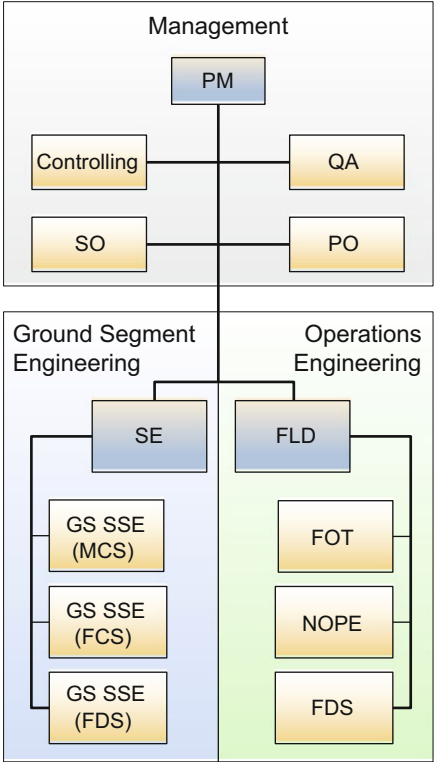 Management
PM
Controlling
QA
SO
PO
Ground Segment
Engineering
Operations
Engineering
SE
FLD
GS SSE
(MCS)
FOT
GS SSE
(FCS)
NOPE
GS SSE
(FDS)
FDS